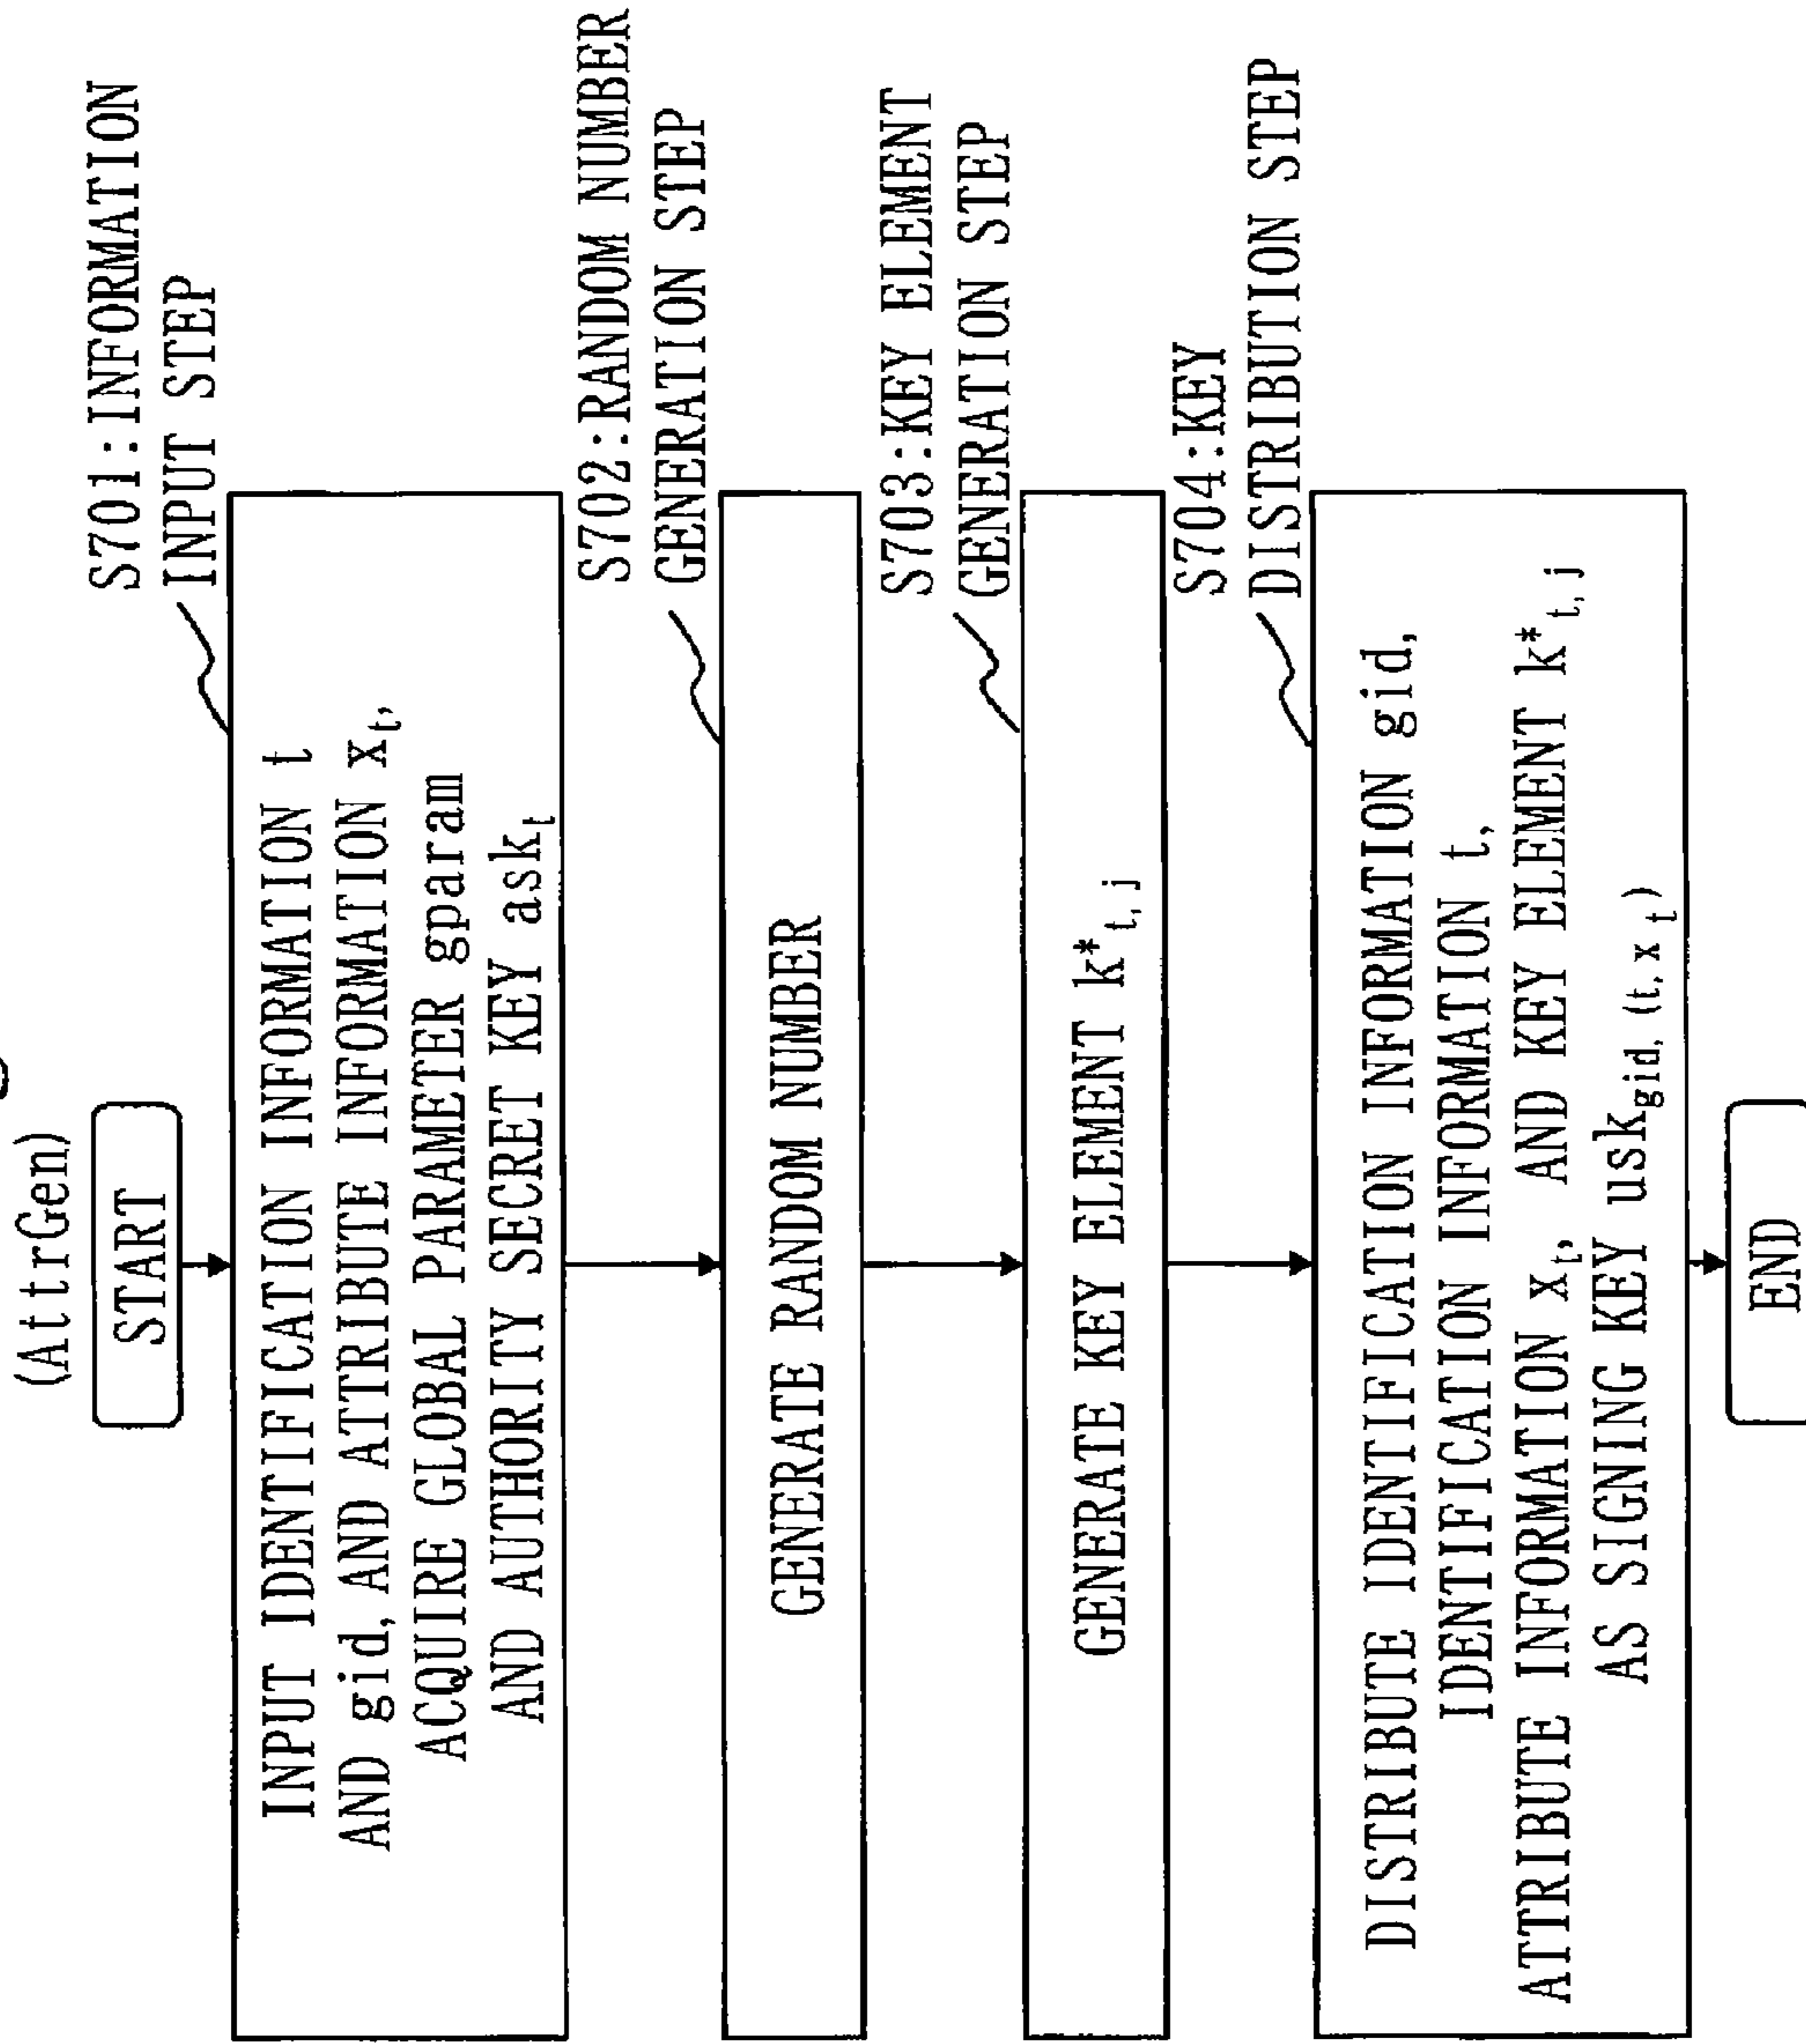 (AttrGen)
START
S701:INFORMATION
INPUT STEP
INPUT IDENTIFICATION INFORMATION t
AND gid, AND ATTRIBUTE INFORMATION x_t,
ACQUIRE GLOBAL PARAMETER gparam
AND AUTHORITY SECRET KEY ask_t
S702:RANDOM NUMBER
GENERATION STEP
GENERATE RANDOM NUMBER
S703:KEY ELEMENT
GENERATION STEP
GENERATE KEY ELEMENT k*_t, j
S704:KEY
DISTRIBUTION STEP
DISTRIBUTE IDENTIFICATION INFORMATION gid,
IDENTIFICATION INFORMATION t,
ATTRIBUTE INFORMATION x_t, AND KEY ELEMENT k*_t, j
AS SIGNING KEY usk_gid, (t, x_t)
END